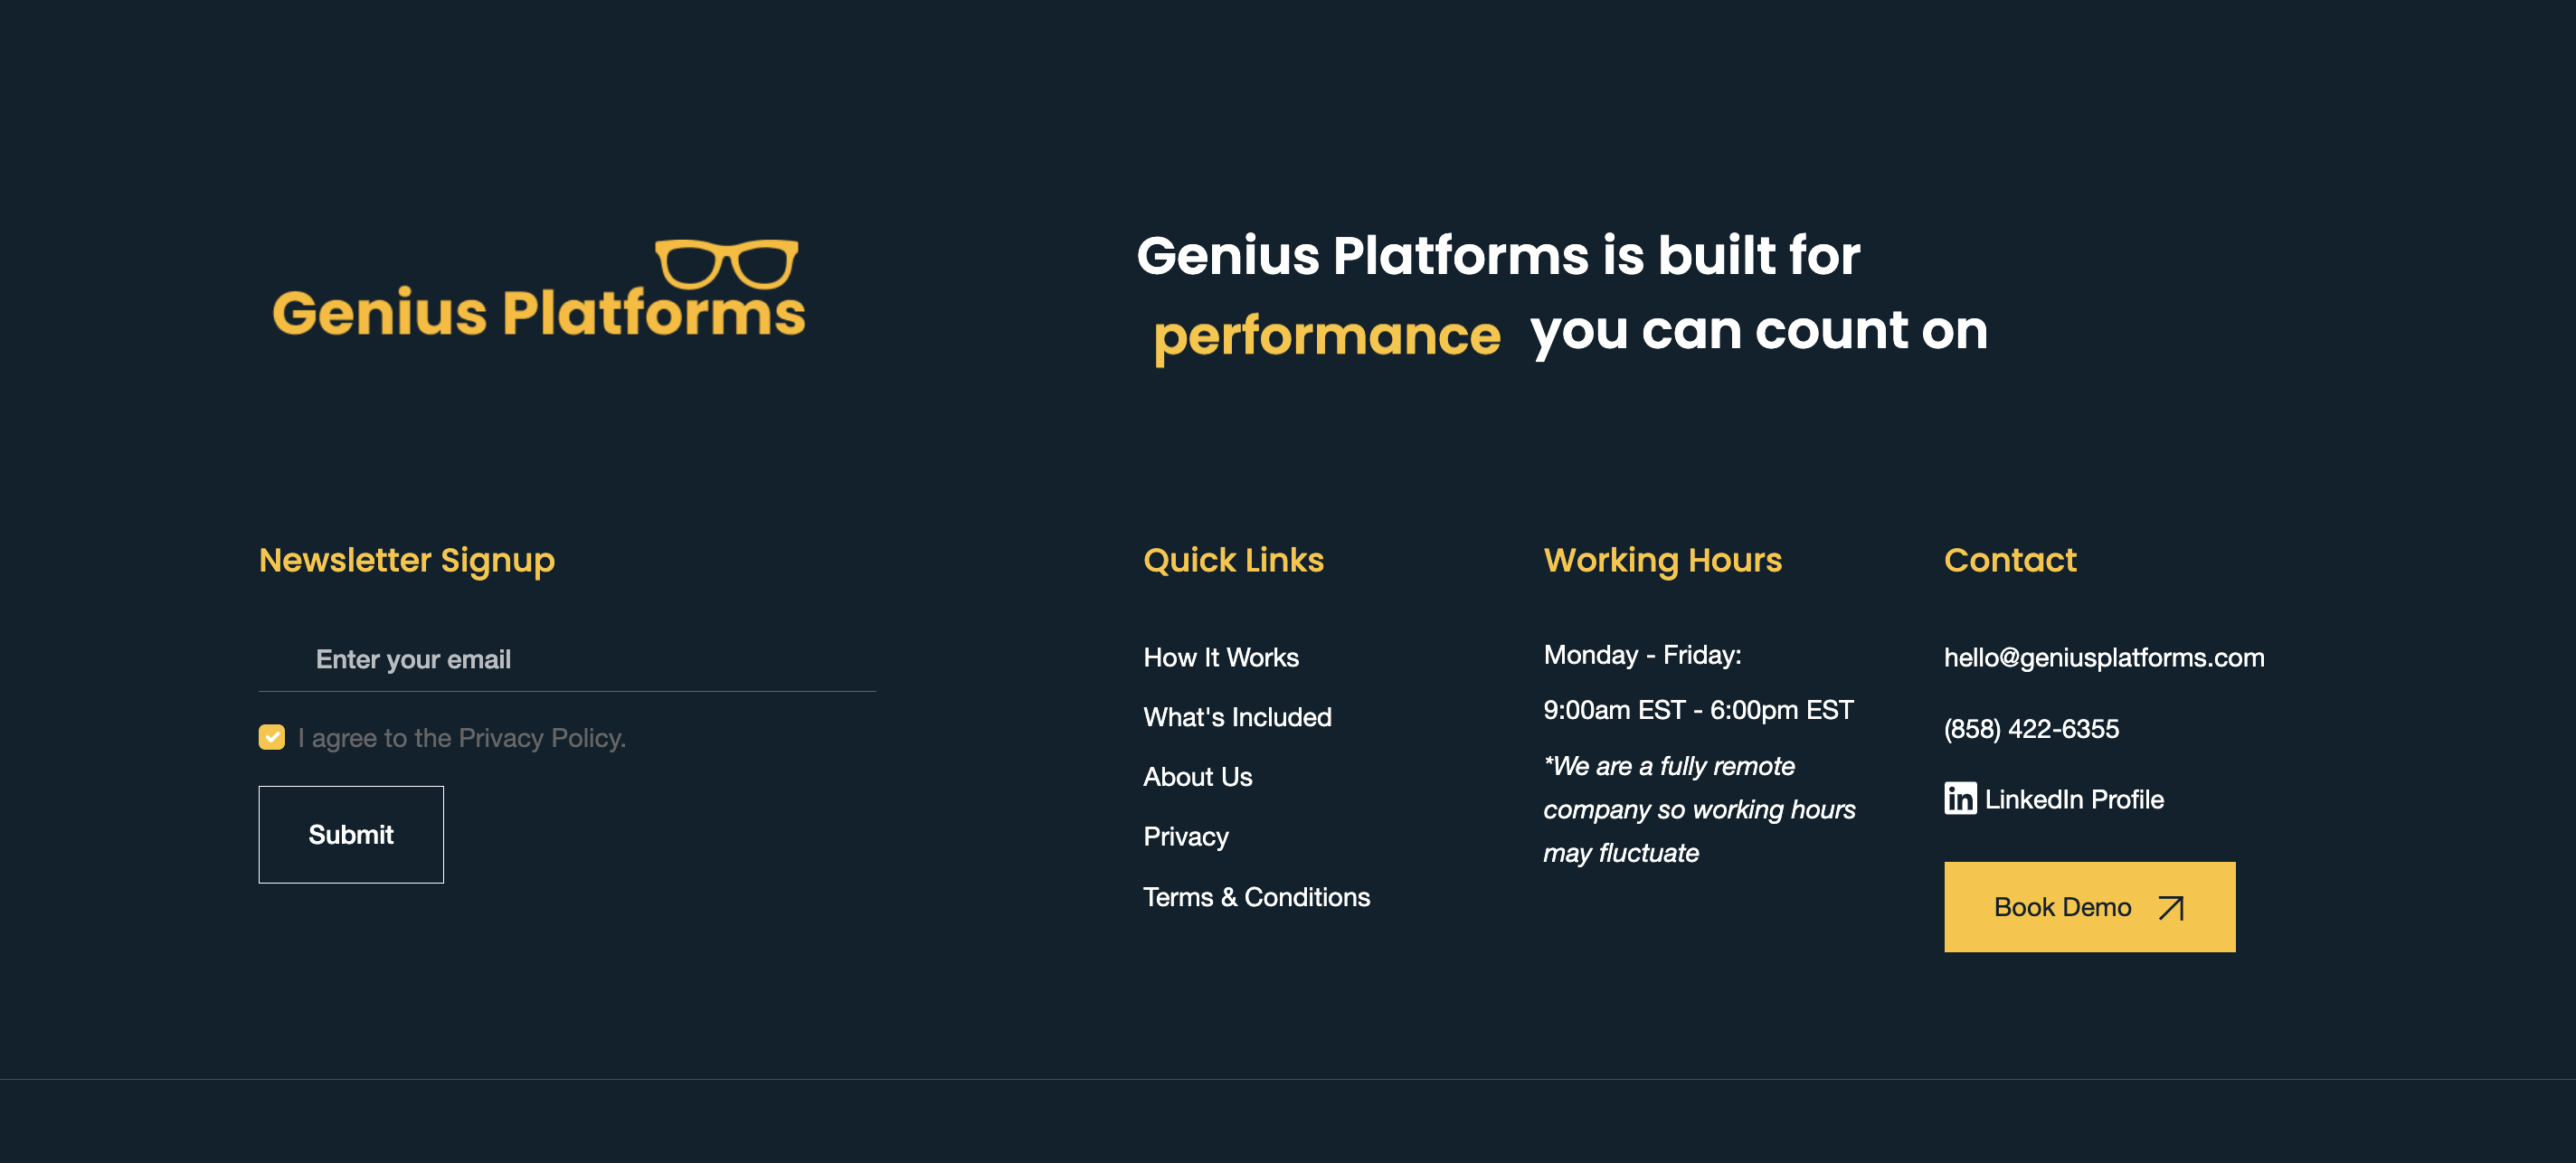 Genius Platforms
Genius Platforms is built for
performance you can count on
Newsletter Signup
Enter your email
I agree to the Privacy Policy.
Submit
Quick Links
How It Works
What's Included
About Us
Privacy
Terms & Conditions
Working Hours
Monday - Friday:
9:00am EST - 6:00pm EST
*We are a fully remote
company so working hours
may fluctuate
Contact
hello@geniusplatforms.com
(858) 422-6355
in LinkedIn Profile
Book Demo